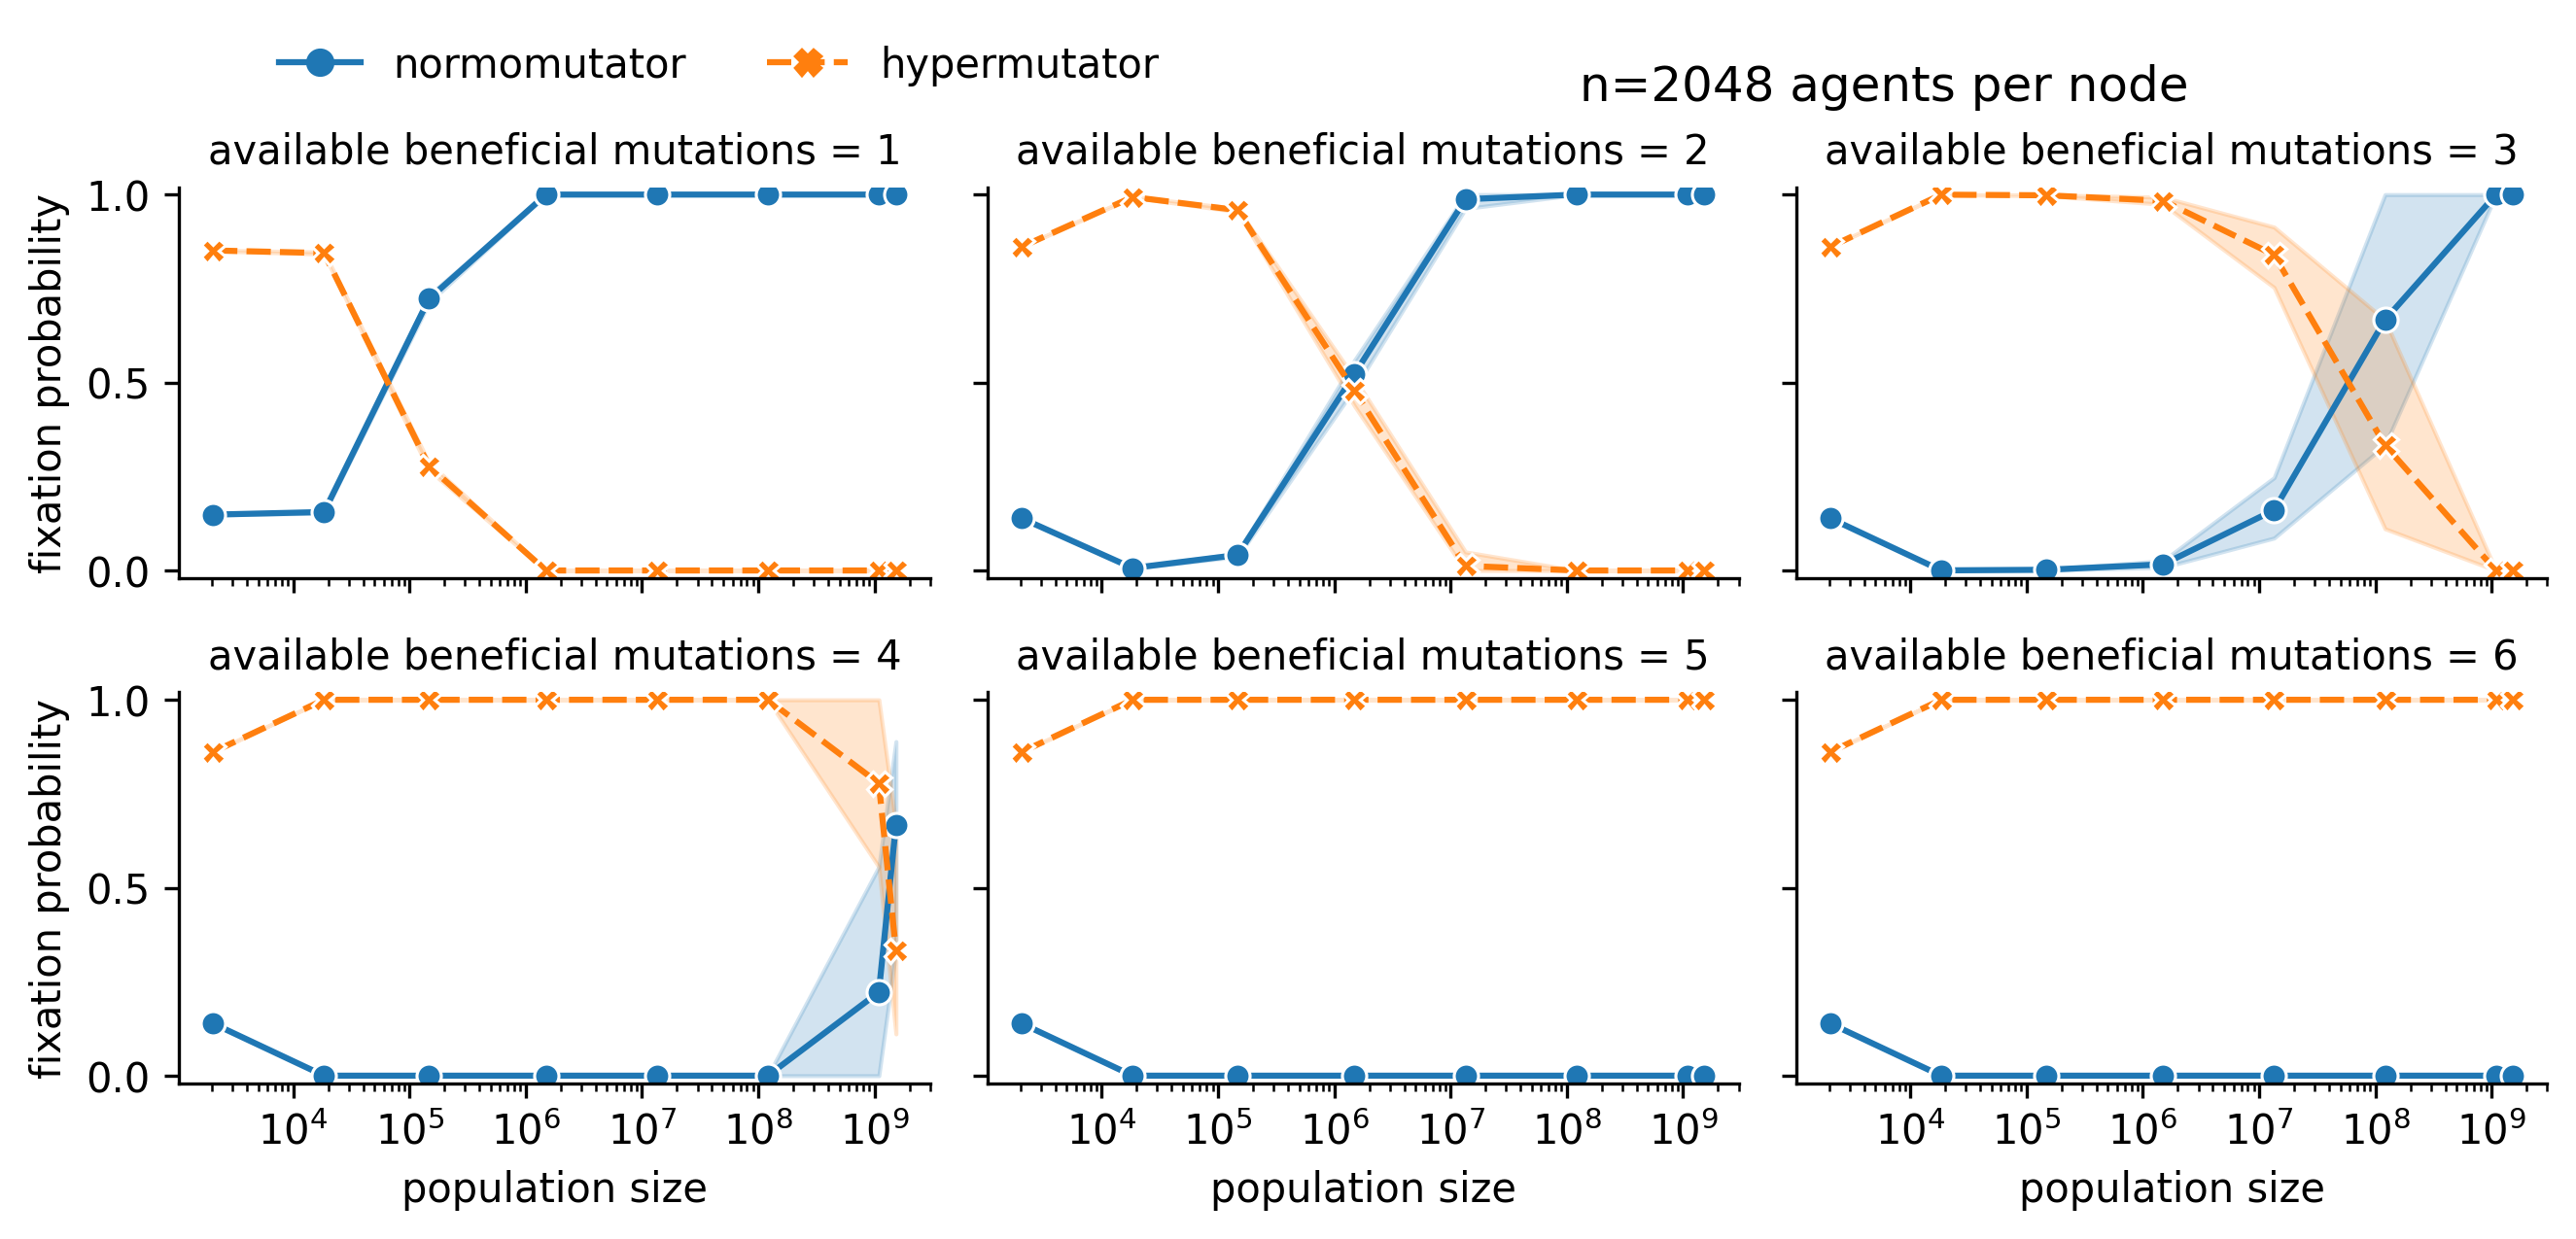 normomutator hypermutator
n=2048 agents per node
available beneficial mutations = 1 available beneficial mutations = 2 available beneficial mutations = 3
fixation probability
1.0
0.5
0.0
available beneficial mutations = 4 available beneficial mutations = 5 available beneficial mutations = 6
fixation probability
1.0
0.5
0.0
10⁴ 10⁵ 10⁶ 10⁷ 10⁸ 10⁹ 10⁴ 10⁵ 10⁶ 10⁷ 10⁸ 10⁹ 10⁴ 10⁵ 10⁶ 10⁷ 10⁸ 10⁹
population size population size population size